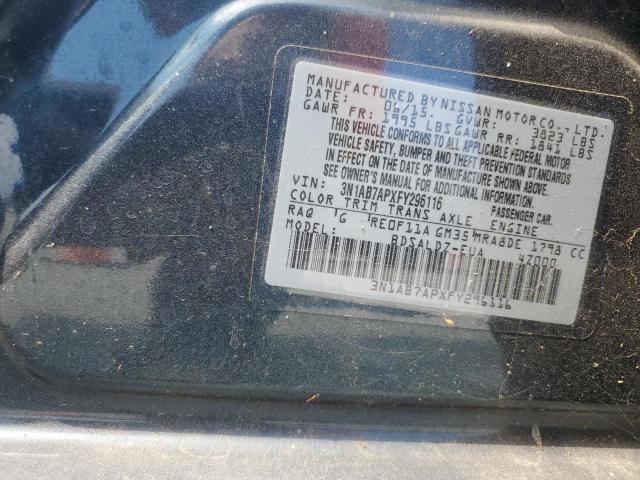 MANUFACTURED BY NISSAN MOTOR CO., LTD.
DATE: 06/15. GVWR: 3823 LBS
GAWR FR: 1995 LBS GAWR RR: 1841 LBS
THIS VEHICLE CONFORMS TO ALL APPLICABLE FEDERAL MOTOR
VEHICLE SAFETY, BUMPER AND THEFT PREVENTION STANDARDS
IN EFFECT ON THE DATE OF MANUFACTURE SHOWN ABOVE.
SEE OWNER'S MANUAL FOR ADDITIONAL INFORMATION.
VIN: 3N1AB7APXFY296116 PASSENGER CAR.
COLOR TRIM TRANS AXLE ENGINE
RAQ G RE0F11A GM35 MRA8DE 1798 CC
MODEL: BDSALDZ-EUA 4Z000
3N1AB7APXFY296116